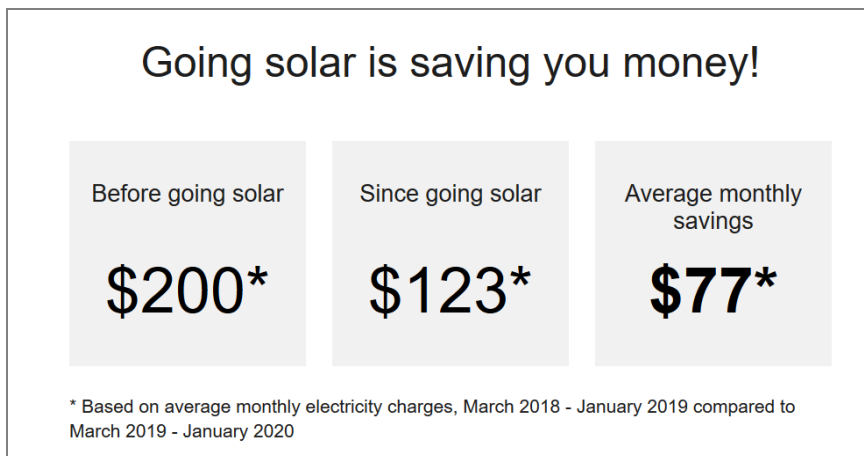 Going solar is saving you money!
Before going solar
$200*
Since going solar
$123*
Average monthly
savings
$77*
* Based on average monthly electricity charges, March 2018 - January 2019 compared to
March 2019 - January 2020